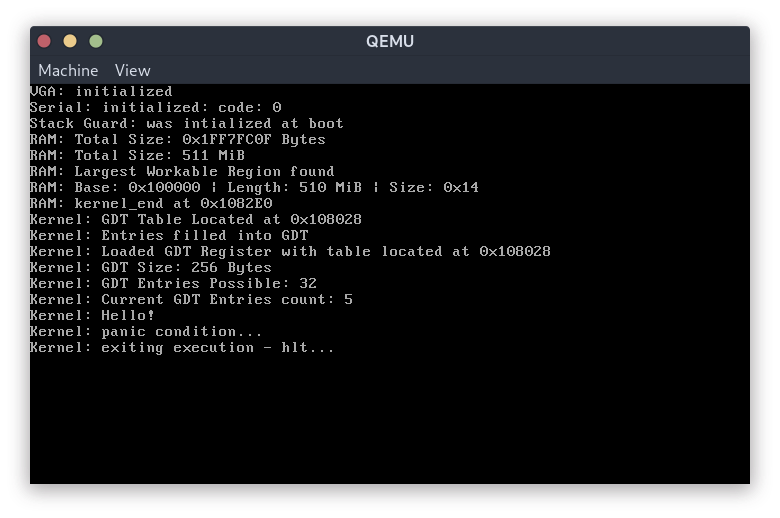 QEMU
Machine View
VGA: initialized
Serial: initialized: code: 0
Stack Guard: was intialized at boot
RAM: Total Size: 0x1FF7FC0F Bytes
RAM: Total Size: 511 MiB
RAM: Largest Workable Region found
RAM: Base: 0x100000 | Length: 510 MiB | Size: 0x14
RAM: kernel_end at 0x1082E0
Kernel: GDT Table Located at 0x108028
Kernel: Entries filled into GDT
Kernel: Loaded GDT Register with table located at 0x108028
Kernel: GDT Size: 256 Bytes
Kernel: GDT Entries Possible: 32
Kernel: Current GDT Entries count: 5
Kernel: Hello!
Kernel: panic condition...
Kernel: exiting execution - hlt...